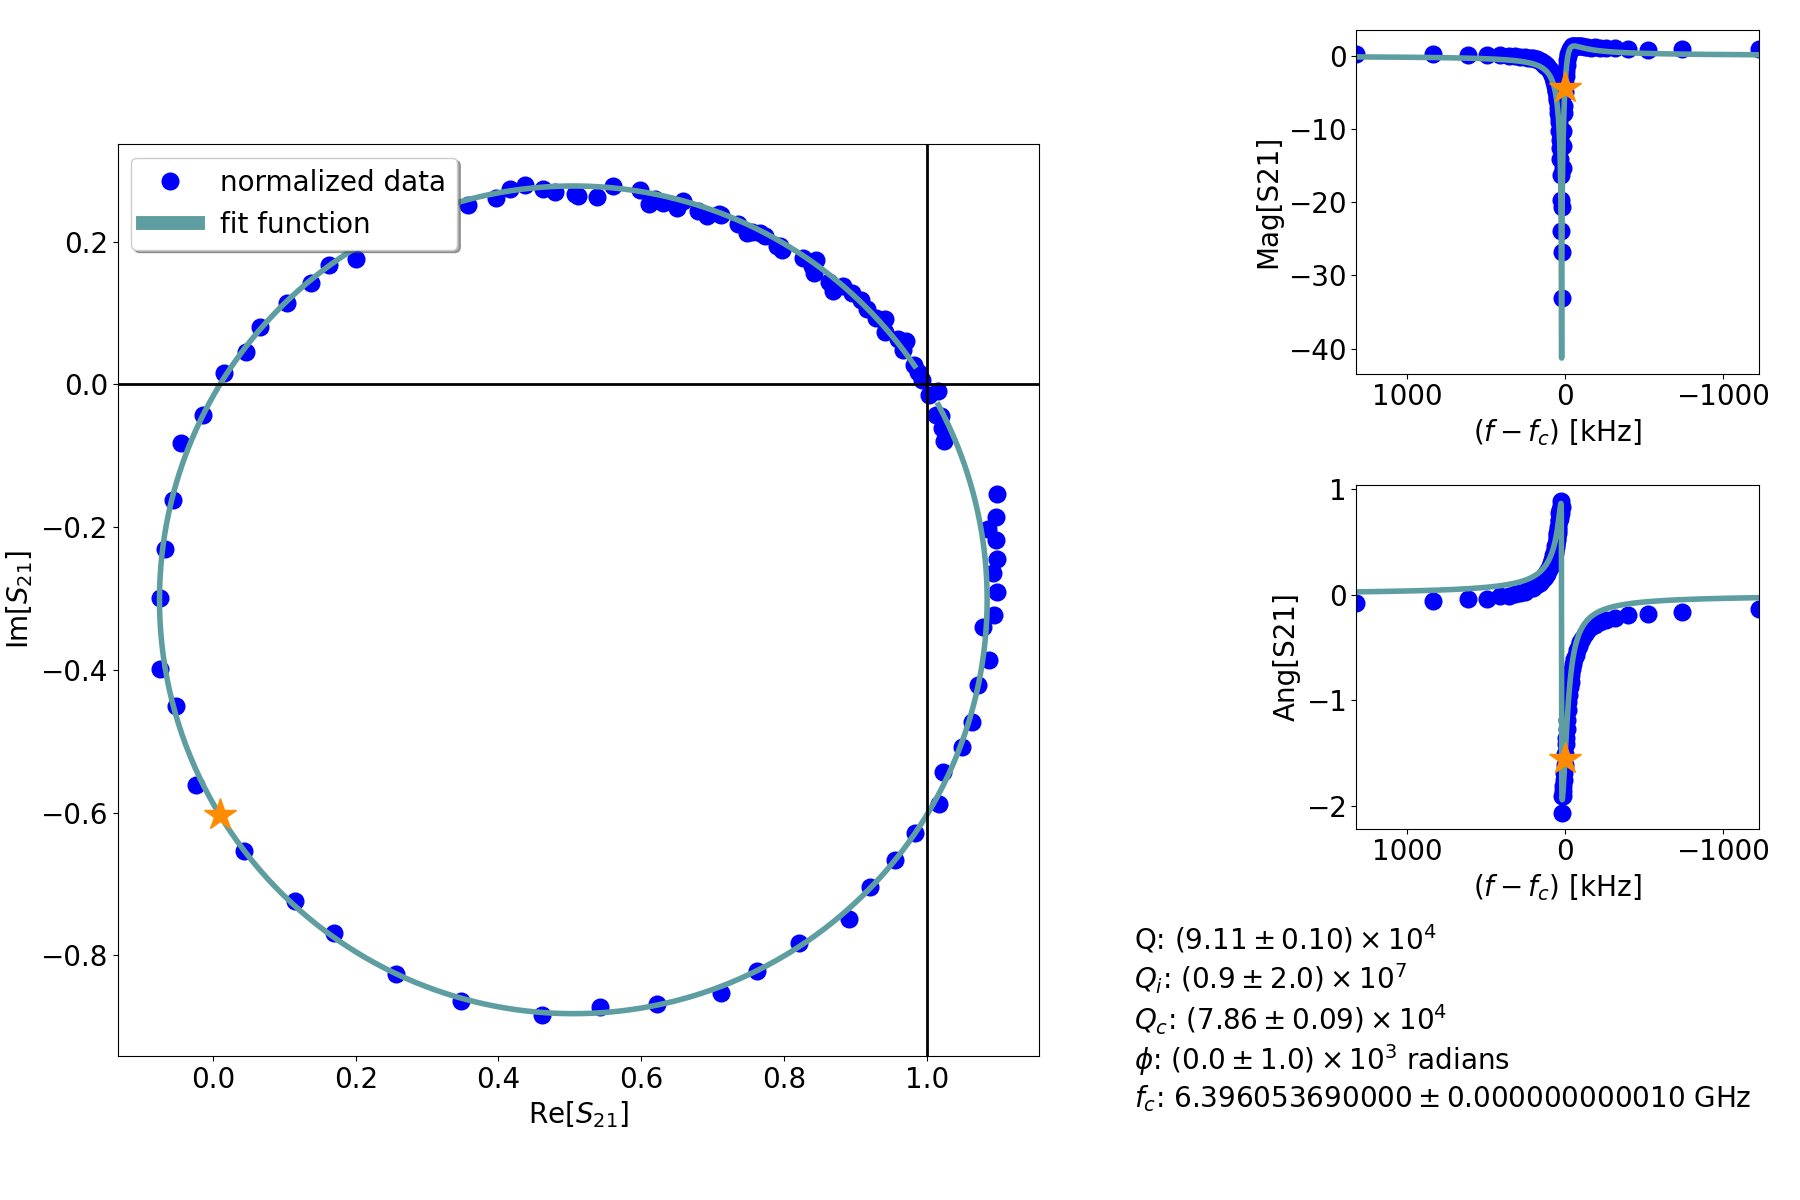 normalized data
fit function
0.2
0.0
−0.2
−0.4
−0.6
−0.8
Im[S21]
0.0 0.2 0.4 0.6 0.8 1.0
Re[S21]
0
−10
−20
−30
−40
Mag[S21]
1000 0 −1000
(f − fc) [kHz]
1
0
−1
−2
Ang[S21]
1000 0 −1000
(f − fc) [kHz]
Q: (9.11 ± 0.10) × 10^4
Qi: (0.9 ± 2.0) × 10^7
Qc: (7.86 ± 0.09) × 10^4
ϕ: (0.0 ± 1.0) × 10^3 radians
fc: 6.396053690000 ± 0.000000000010 GHz